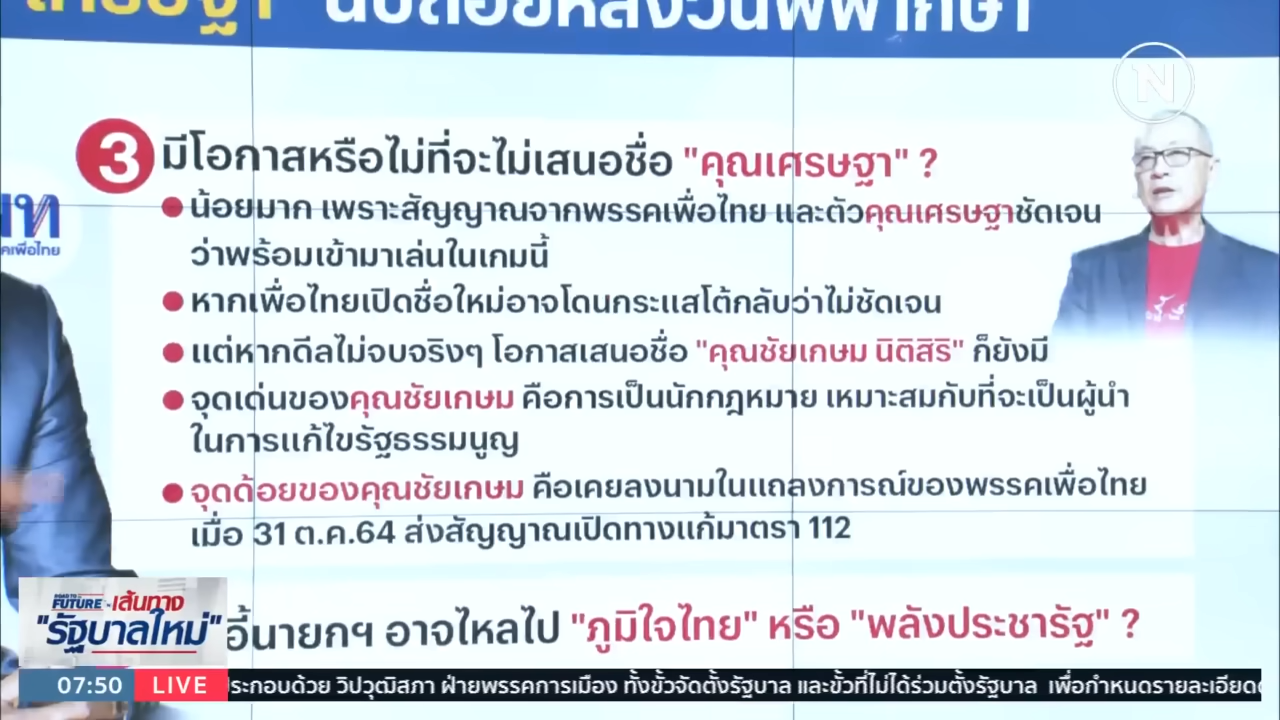 นับถอยหลังวันพิพากษา
N
3 มีโอกาสหรือไม่ที่จะไม่เสนอชื่อ "คุณเศรษฐา" ?
น้อยมาก เพราะสัญญาณจากพรรคเพื่อไทย และตัวคุณเศรษฐาชัดเจน
ว่าพร้อมเข้ามาเล่นในเกมนี้
หากเพื่อไทยเปิดชื่อใหม่อาจโดนกระแสโต้กลับว่าไม่ชัดเจน
แต่หากดีลไม่จบจริงๆ โอกาสเสนอชื่อ "คุณชัยเกษม นิติสิริ" ก็ยังมี
จุดเด่นของคุณชัยเกษม คือการเป็นนักกฎหมาย เหมาะสมกับที่จะเป็นผู้นำ
ในการแก้ไขรัฐธรรมนูญ
จุดด้อยของคุณชัยเกษม คือเคยลงนามในแถลงการณ์ของพรรคเพื่อไทย
เมื่อ 31 ต.ค.64 ส่งสัญญาณเปิดทางแก้มาตรา 112
อี้นายกฯ อาจไหลไป "ภูมิใจไทย" หรือ "พลังประชารัฐ" ?
ROAD TO FUTURE เส้นทาง
"รัฐบาลใหม่"
07:50 LIVE ประกอบด้วย วิปวุฒิสภา ฝ่ายพรรคการเมือง ทั้งขั้วจัดตั้งรัฐบาล และขั้วที่ไม่ได้ร่วมตั้งรัฐบาล เพื่อกำหนดรายละเอียด